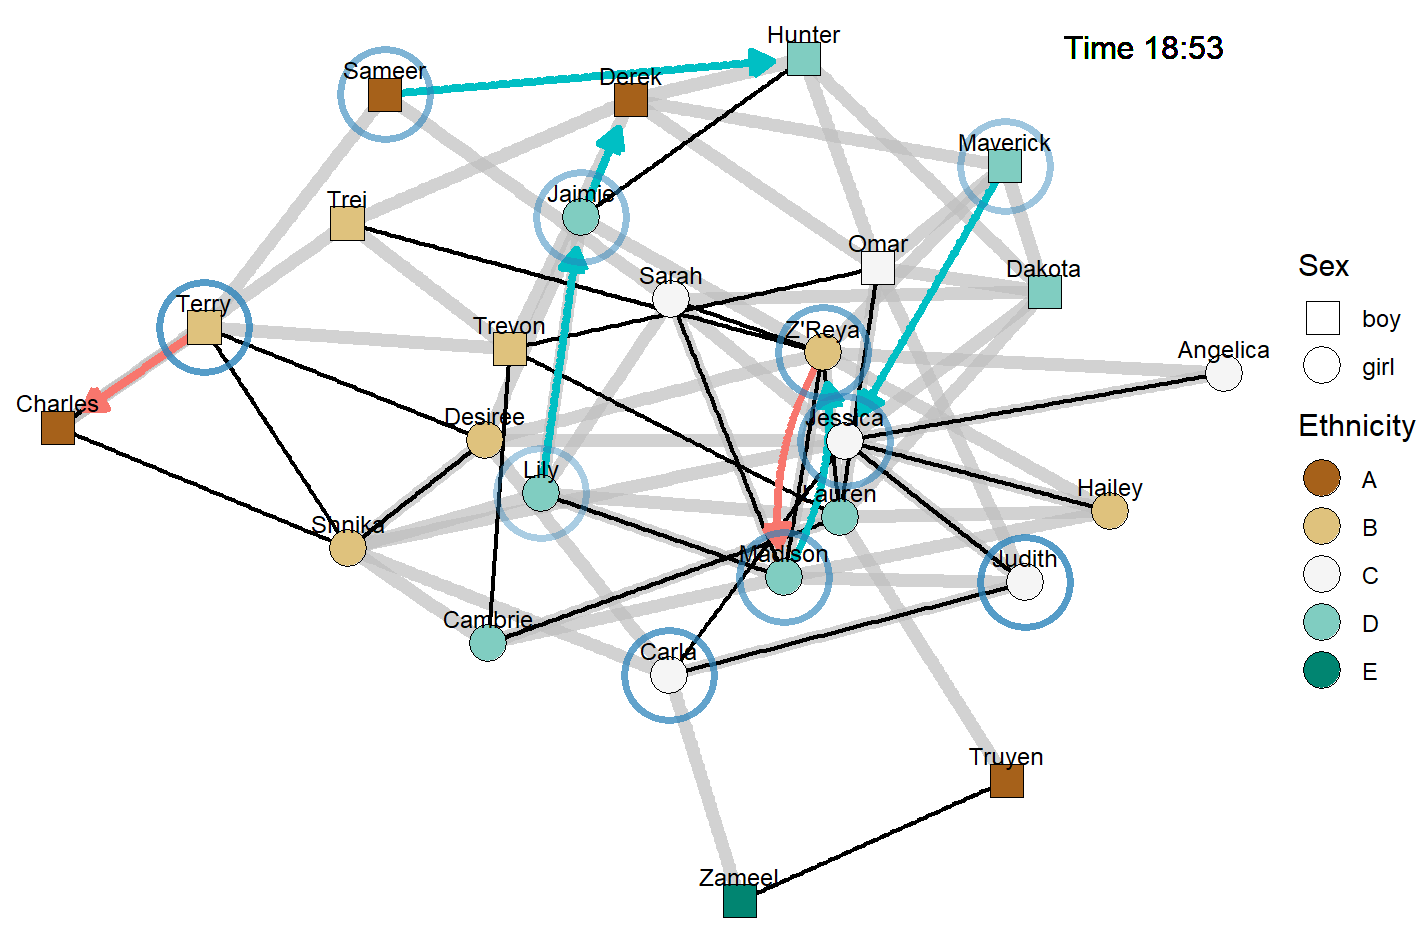 Hunter
Time 18:53
Sameer
Derek
Maverick
Trei
Jaimie
Omar
Sarah
Dakota
Sex
boy
girl
Terry
Trevon
Z'Reya
Angelica
Charles
Desiree
Jessica
Ethnicity
A
B
C
D
E
Lily
Lauren
Hailey
Shnika
Madison
Judith
Cambrie
Carla
Truyen
Zameel